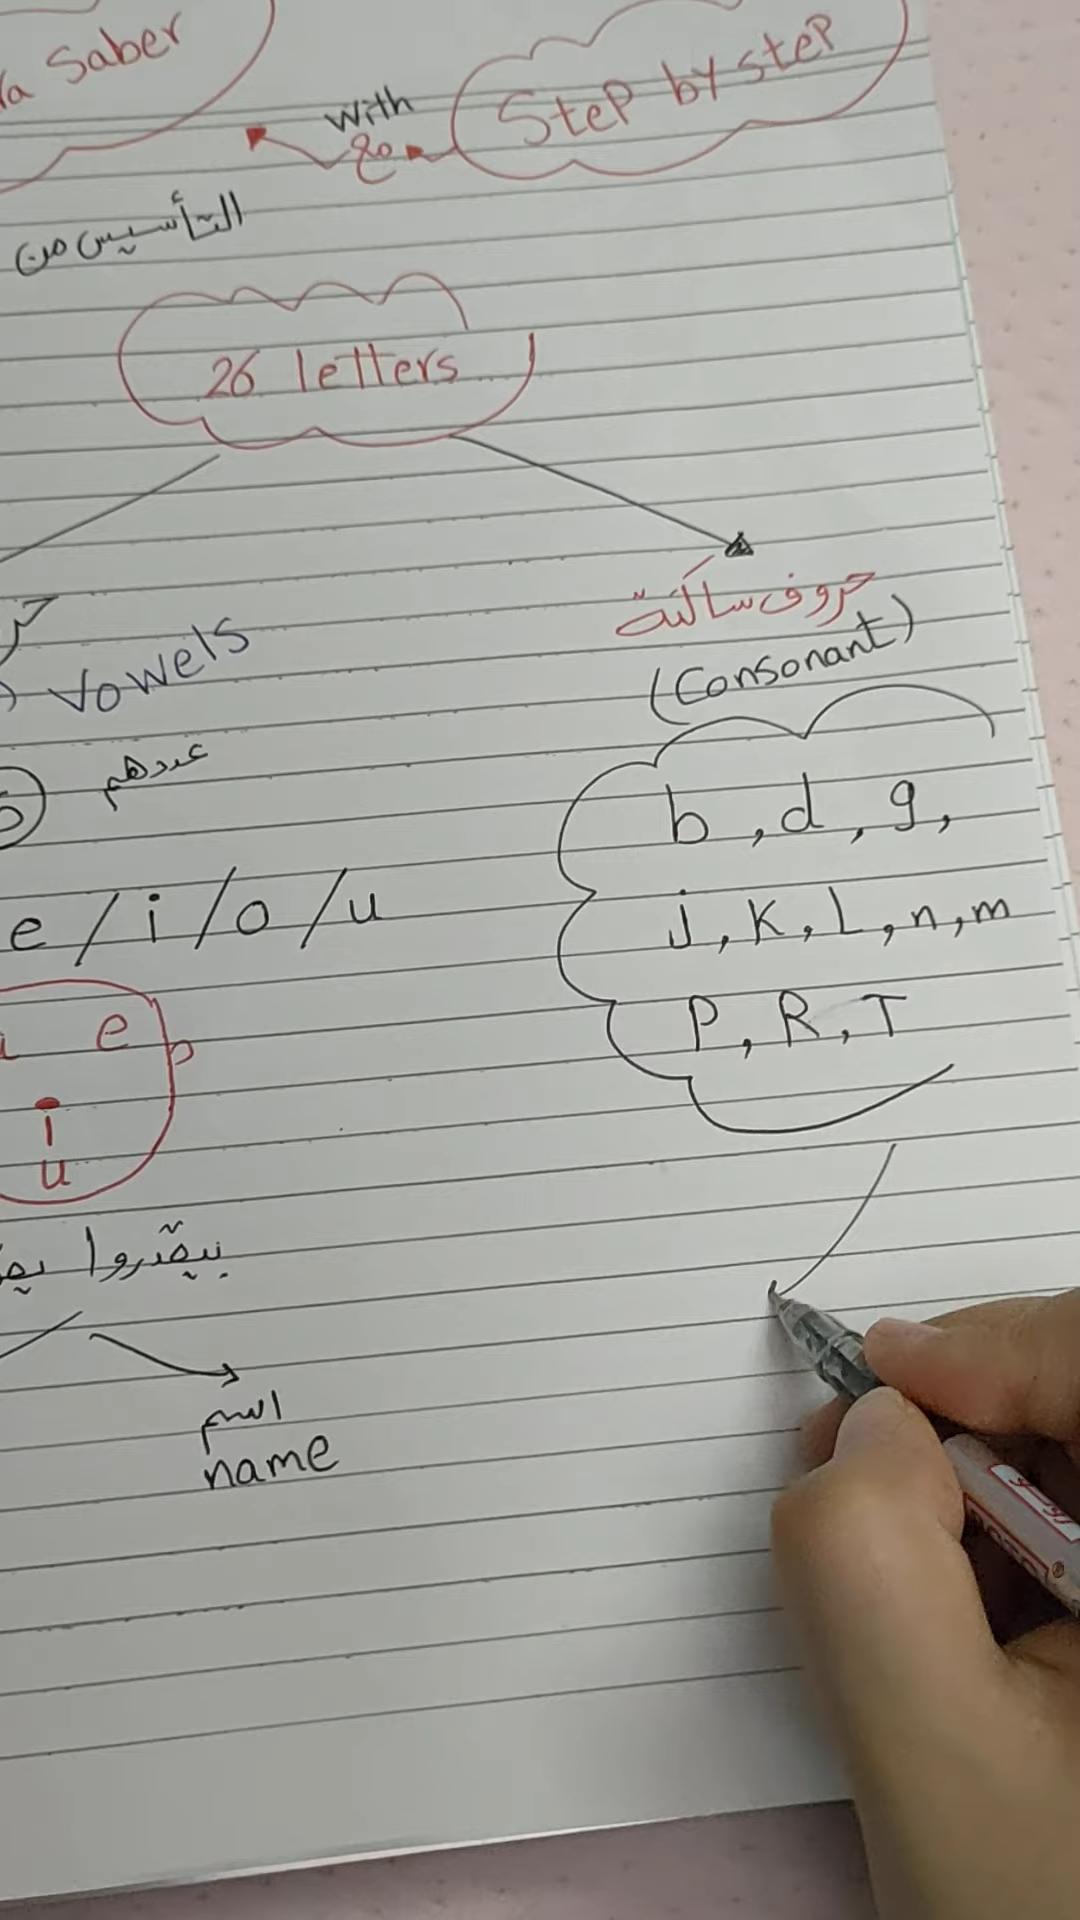 Saber
with
مع
Step by step
التأسيس من
26 letters
حروف ساكنة
(Consonant)
Vowels
عددهم
b, d, g,
j, K, L, n, m
P, R, T
e / i / o / u
e
o
i
u
بيقدروا
اسم
name